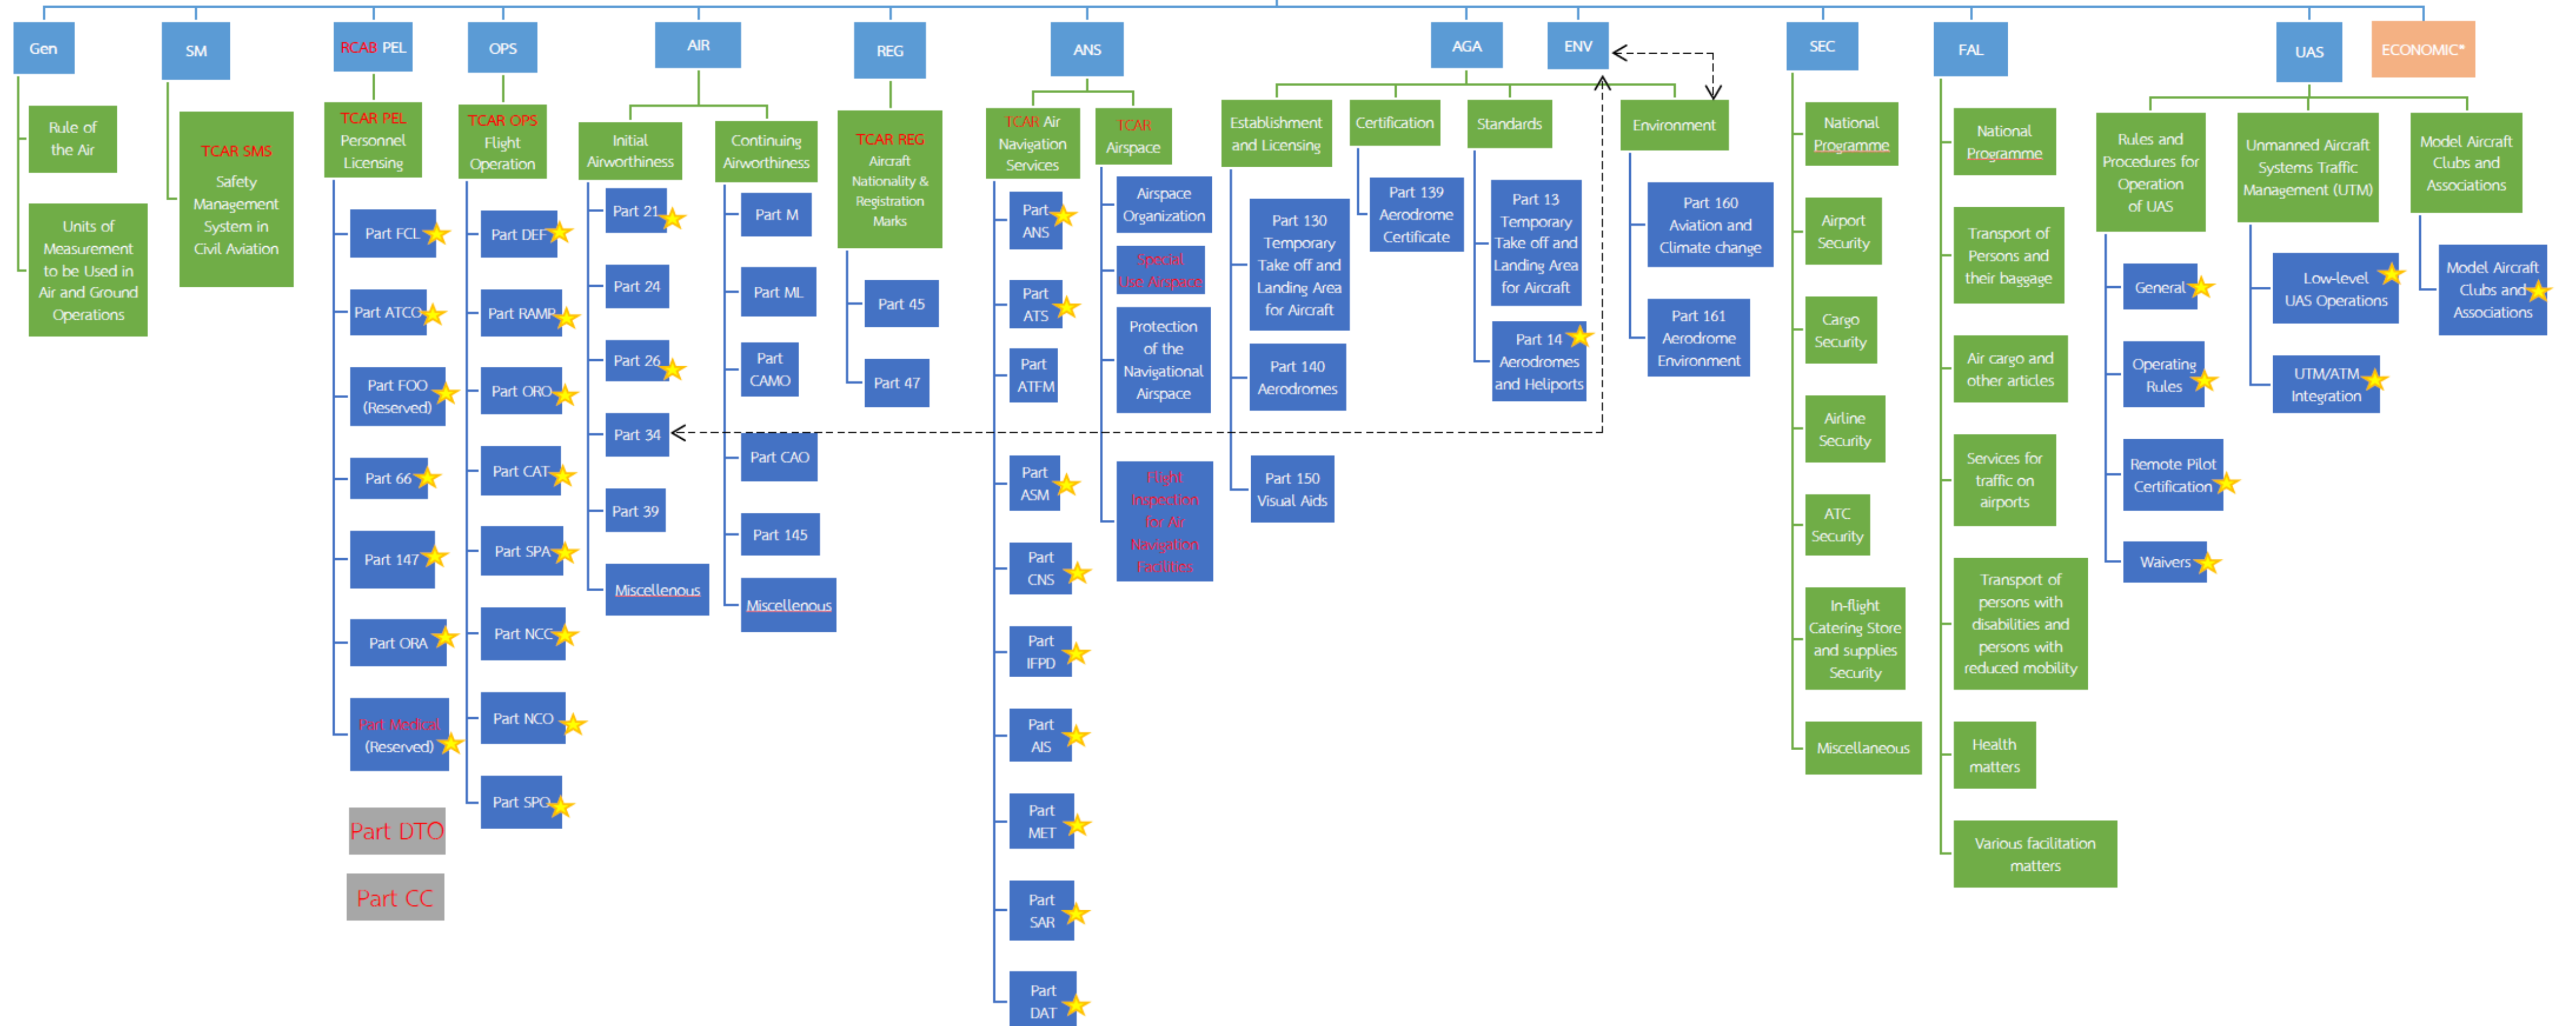 Gen
SM
RCAB PEL
OPS
AIR
REG
ANS
AGA
ENV
SEC
FAL
UAS
ECONOMIC*
Rule of
the Air
Units of
Measurement
to be Used in
Air and Ground
Operations
TCAR SMS
Safety
Management
System in
Civil Aviation
TCAR PEL
Personnel
Licensing
Part FCL
Part ATCO
Part FOO
(Reserved)
Part 66
Part 147
Part ORA
Part Medical
(Reserved)
Part DTO
Part CC
TCAR OPS
Flight
Operation
Part DEF
Part RAMP
Part ORO
Part CAT
Part SPA
Part NCC
Part NCO
Part SPO
Initial
Airworthiness
Part 21
Part 24
Part 26
Part 34
Part 39
Miscellenous
Continuing
Airworthiness
Part M
Part ML
Part
CAMO
Part CAO
Part 145
Miscellenous
TCAR REG
Aircraft
Nationality &
Registration
Marks
Part 45
Part 47
TCAR Air
Navigation
Services
Part
ANS
Part
ATS
Part
ATFM
Part
ASM
Part
CNS
Part
IFPD
Part
AIS
Part
MET
Part
SAR
Part
DAT
TCAR
Airspace
Airspace
Organization
Special
Use Airspace
Protection
of the
Navigational
Airspace
Flight
Inspection
for Air
Navigation
Facilities
Establishment
and Licensing
Part 130
Temporary
Take off and
Landing Area
for Aircraft
Part 140
Aerodromes
Part 150
Visual Aids
Certification
Part 139
Aerodrome
Certificate
Standards
Part 13
Temporary
Take off and
Landing Area
for Aircraft
Part 14
Aerodromes
and Heliports
Environment
Part 160
Aviation and
Climate change
Part 161
Aerodrome
Environment
National
Programme
Airport
Security
Cargo
Security
Airline
Security
ATC
Security
In-flight
Catering Store
and supplies
Security
Miscellaneous
National
Programme
Transport of
Persons and
their baggage
Air cargo and
other articles
Services for
traffic on
airports
Transport of
persons with
disabilities and
persons with
reduced mobility
Health
matters
Various facilitation
matters
Rules and
Procedures for
Operation
of UAS
General
Operating
Rules
Remote Pilot
Certification
Waivers
Unmanned Aircraft
Systems Traffic
Management (UTM)
Low-level
UAS Operations
UTM/ATM
Integration
Model Aircraft
Clubs and
Associations
Model Aircraft
Clubs and
Associations